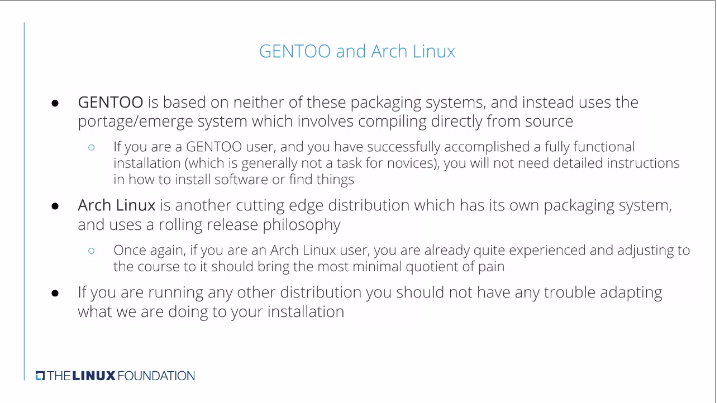 GENTOO and Arch Linux
● GENTOO is based on neither of these packaging systems, and instead uses the
portage/emerge system which involves compiling directly from source
○ If you are a GENTOO user, and you have successfully accomplished a fully functional
installation (which is generally not a task for novices), you will not need detailed instructions
in how to install software or find things
● Arch Linux is another cutting edge distribution which has its own packaging system,
and uses a rolling release philosophy
○ Once again, if you are an Arch Linux user, you are already quite experienced and adjusting to
the course to it should bring the most minimal quotient of pain
● If you are running any other distribution you should not have any trouble adapting
what we are doing to your installation
THE LINUX FOUNDATION